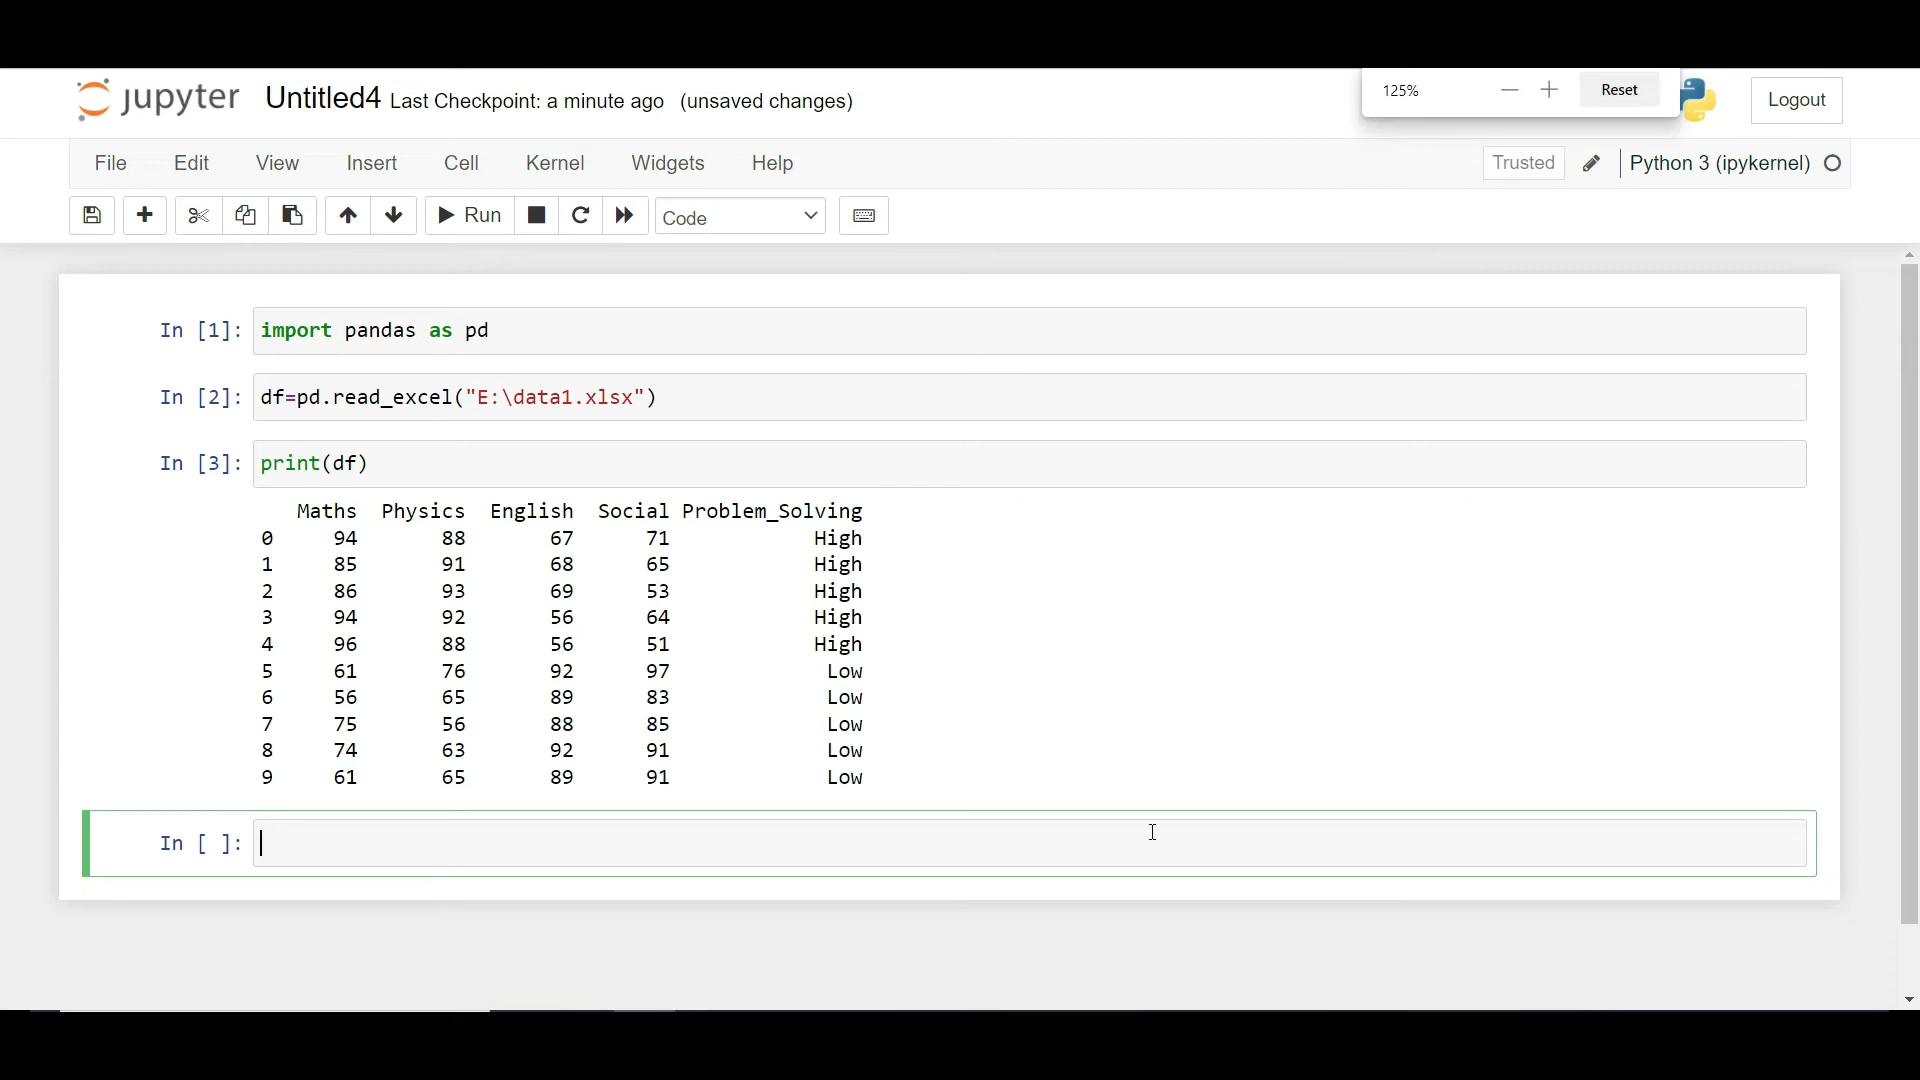 jupyter Untitled4 Last Checkpoint: a minute ago (unsaved changes) 125% Reset Logout
File Edit View Insert Cell Kernel Widgets Help Trusted Python 3 (ipykernel)
Run Code
In [1]: import pandas as pd
In [2]: df=pd.read_excel("E:\data1.xlsx")
In [3]: print(df)
Maths Physics English Social Problem_Solving
0 94 88 67 71 High
1 85 91 68 65 High
2 86 93 69 53 High
3 94 92 56 64 High
4 96 88 56 51 High
5 61 76 92 97 Low
6 56 65 89 83 Low
7 75 56 88 85 Low
8 74 63 92 91 Low
9 61 65 89 91 Low
In [ ]: